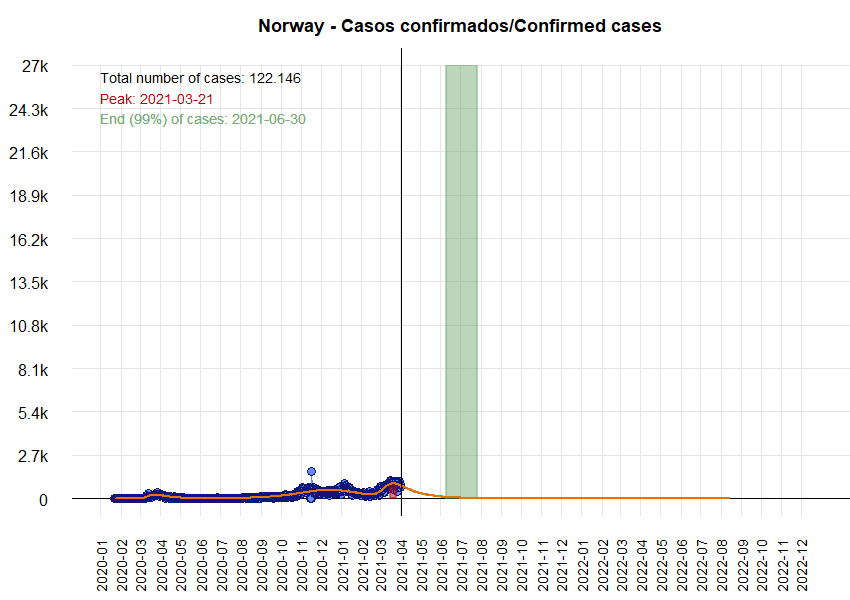 Norway - Casos confirmados/Confirmed cases
27k
Total number of cases: 122.146
Peak: 2021-03-21
End (99%) of cases: 2021-06-30
24.3k
21.6k
18.9k
16.2k
13.5k
10.8k
8.1k
5.4k
2.7k
0
2020-01
2020-02
2020-03
2020-04
2020-05
2020-06
2020-07
2020-08
2020-09
2020-10
2020-11
2020-12
2021-01
2021-02
2021-03
2021-04
2021-05
2021-06
2021-07
2021-08
2021-09
2021-10
2021-11
2021-12
2022-01
2022-02
2022-03
2022-04
2022-05
2022-06
2022-07
2022-08
2022-09
2022-10
2022-11
2022-12